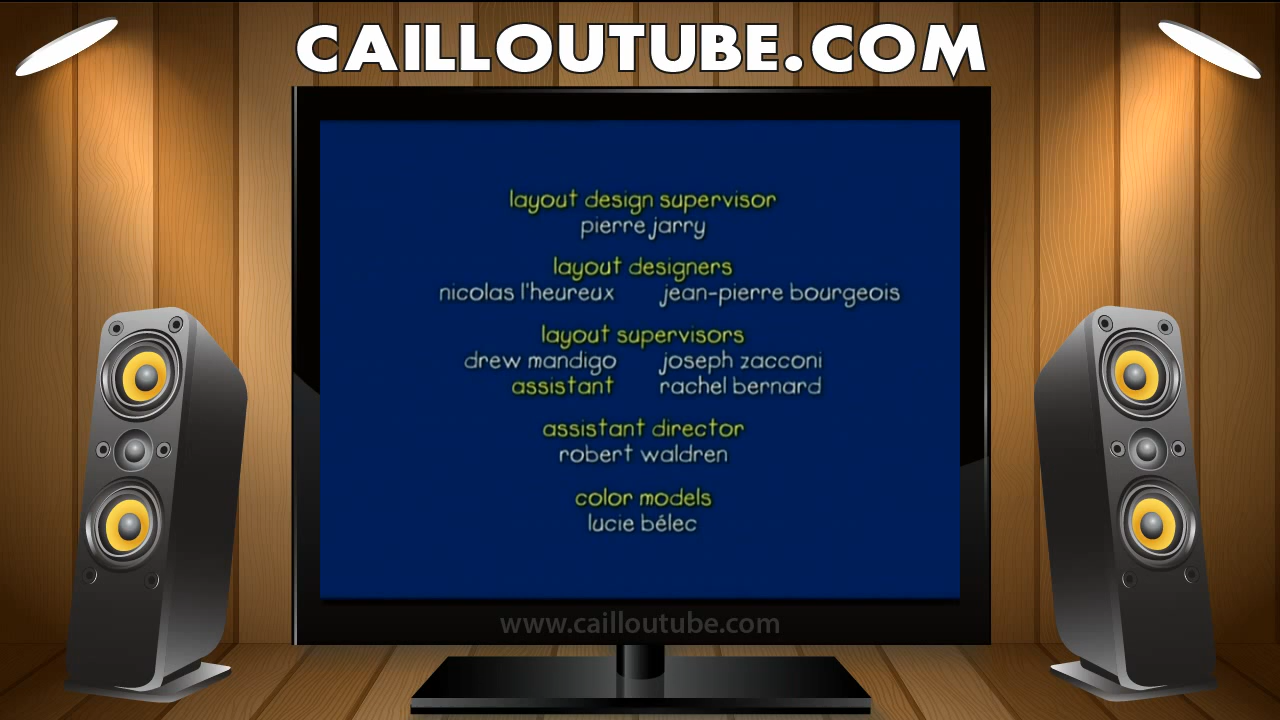 CAILLOUTUBE.COM
layout design supervisor
pierre jarry
layout designers
nicolas l'heureux jean-pierre bourgeois
layout supervisors
drew mandigo joseph zacconi
assistant rachel bernard
assistant director
robert waldren
color models
lucie bélec
www.cailloutube.com